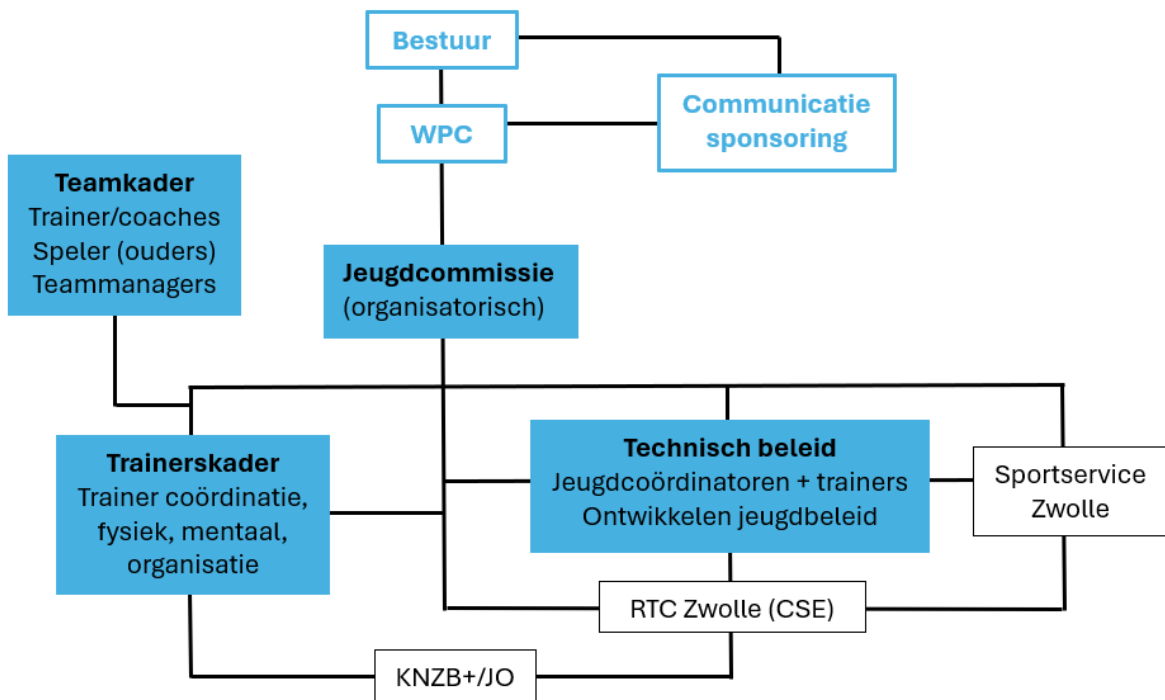 Bestuur
WPC
Communicatie
sponsoring
Teamkader
Trainer/coaches
Speler (ouders)
Teammanagers
Jeugdcommissie
(organisatorisch)
Trainerskader
Trainer coördinatie,
fysiek, mentaal,
organisatie
Technisch beleid
Jeugdcoördinatoren + trainers
Ontwikkelen jeugdbeleid
Sportservice
Zwolle
RTC Zwolle (CSE)
KNZB+/JO